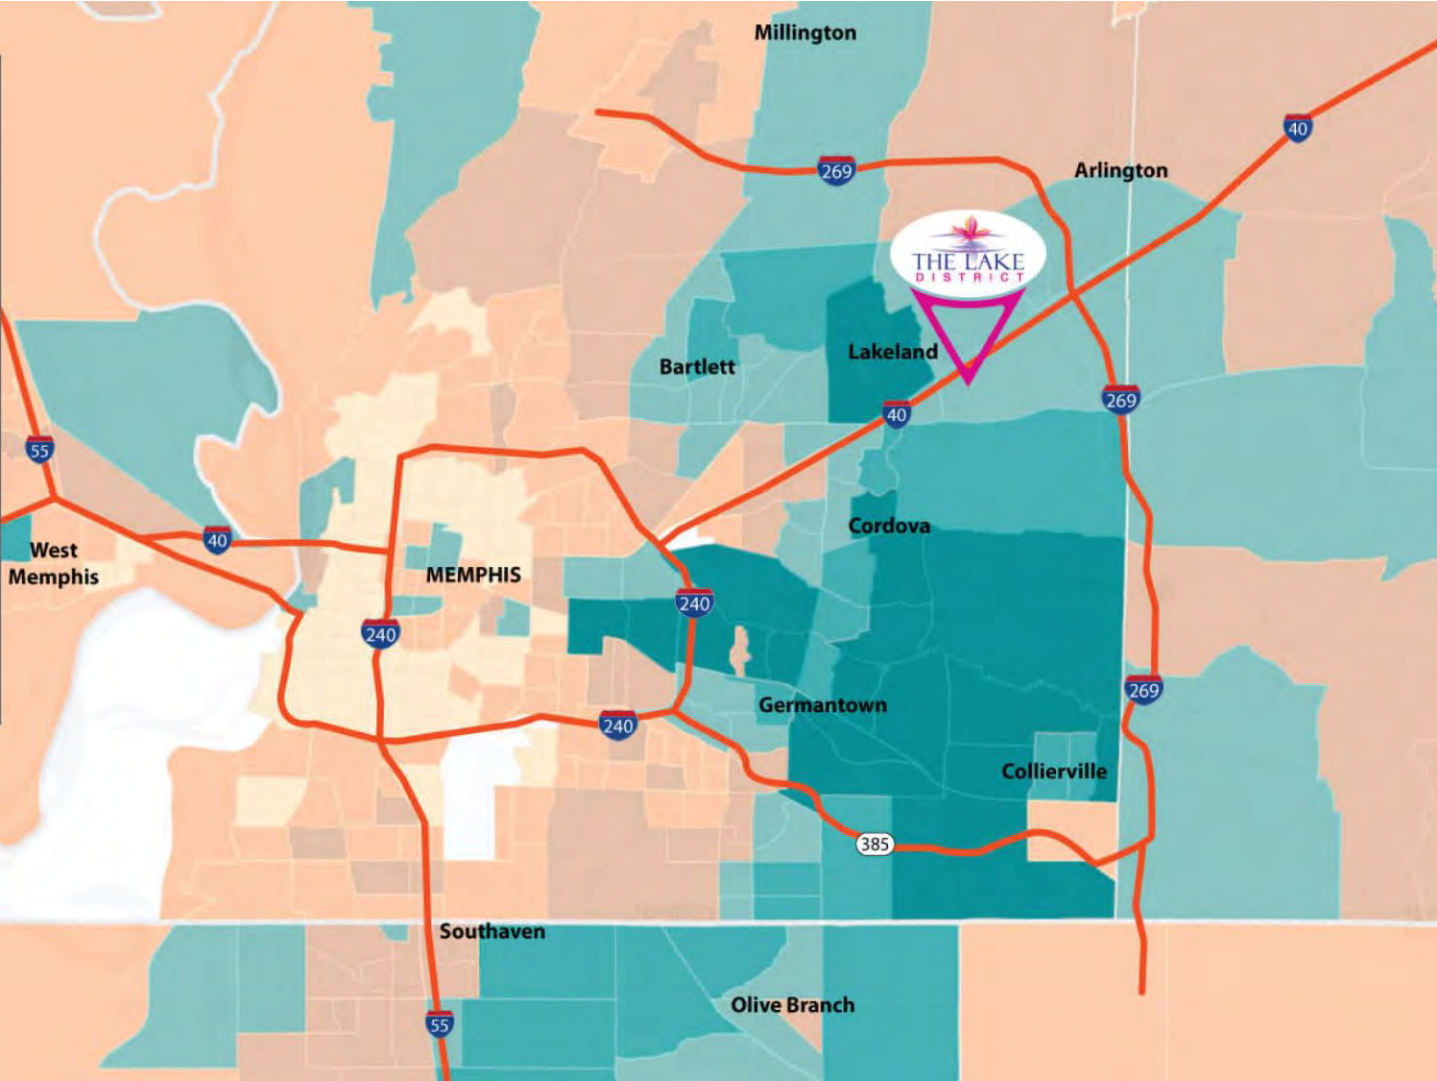 Millington
40
269
Arlington
THE LAKE
DISTRICT
Lakeland
Bartlett
269
40
55
Cordova
40
West
Memphis
MEMPHIS
240
240
269
Germantown
240
Collierville
385
Southaven
Olive Branch
55